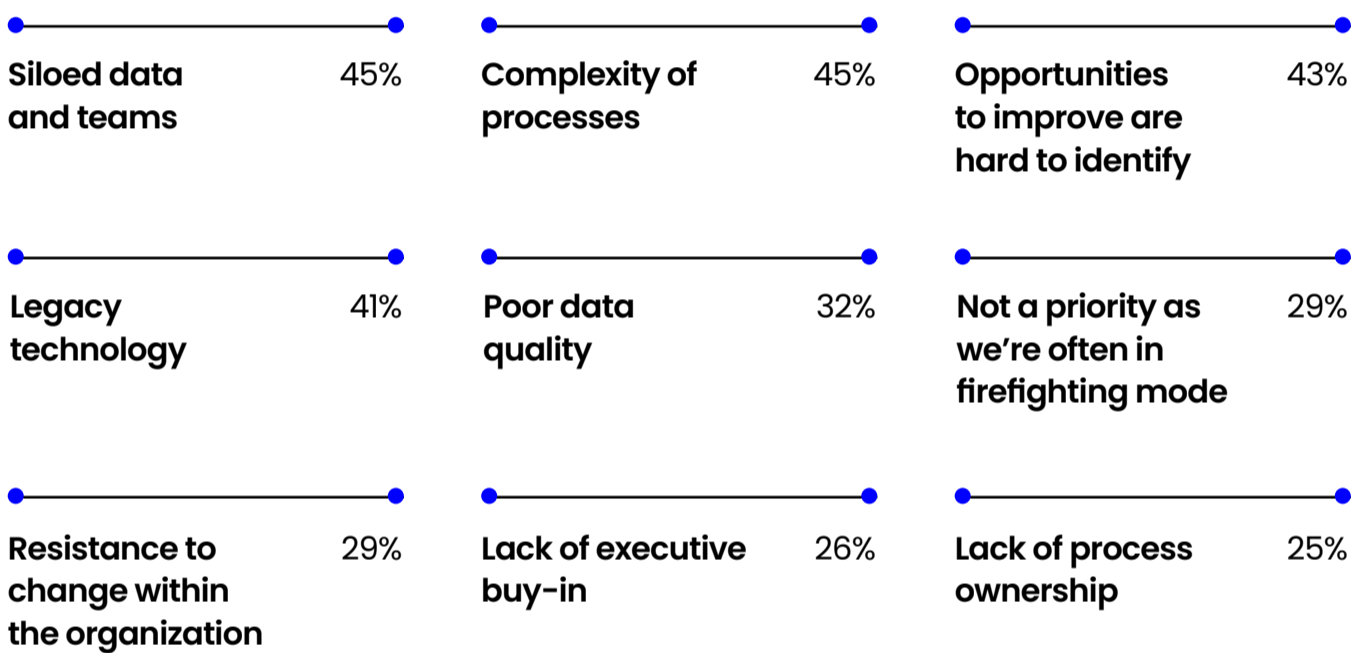 Siloed data 45%
and teams
Complexity of 45%
processes
Opportunities 43%
to improve are
hard to identify
Legacy 41%
technology
Poor data 32%
quality
Not a priority as 29%
we’re often in
firefighting mode
Resistance to 29%
change within
the organization
Lack of executive 26%
buy-in
Lack of process 25%
ownership